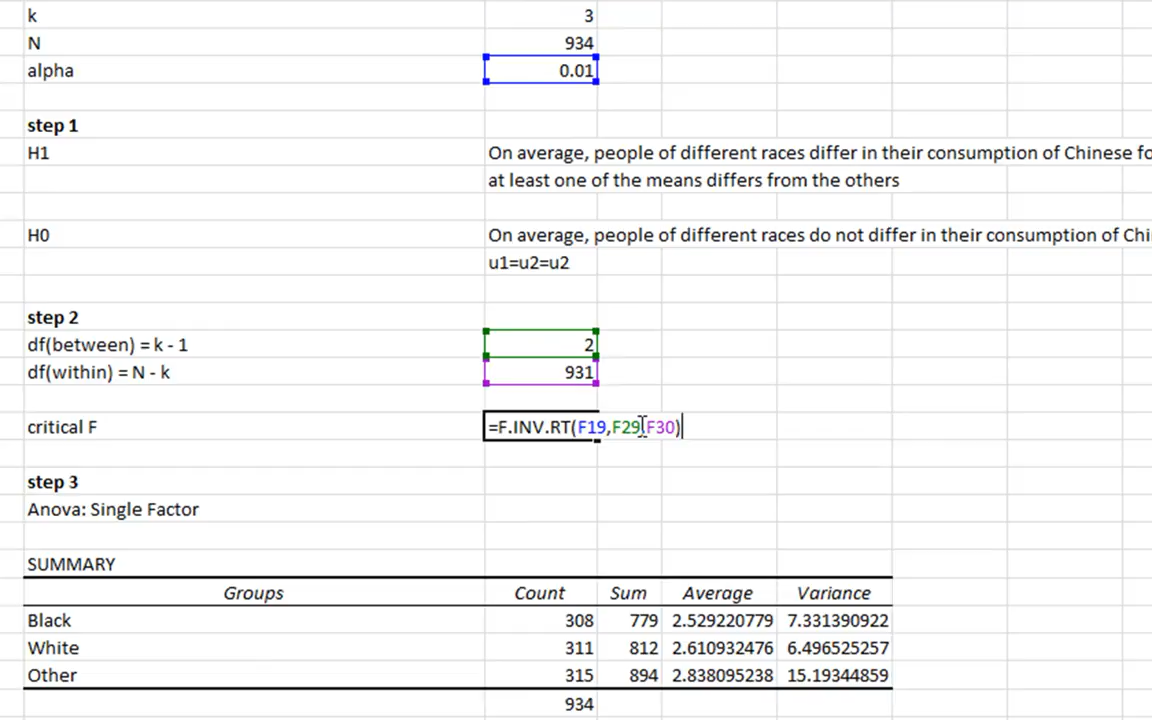 k 3
N 934
alpha 0.01
step 1
H1 On average, people of different races differ in their consumption of Chinese fo
at least one of the means differs from the others
H0 On average, people of different races do not differ in their consumption of Chi
u1=u2=u2
step 2
df(between) = k - 1 2
df(within) = N - k 931
critical F =F.INV.RT(F19,F29,F30)
step 3
Anova: Single Factor
SUMMARY
Groups Count Sum Average Variance
Black 308 779 2.529220779 7.331390922
White 311 812 2.610932476 6.496525257
Other 315 894 2.838095238 15.19344859
934